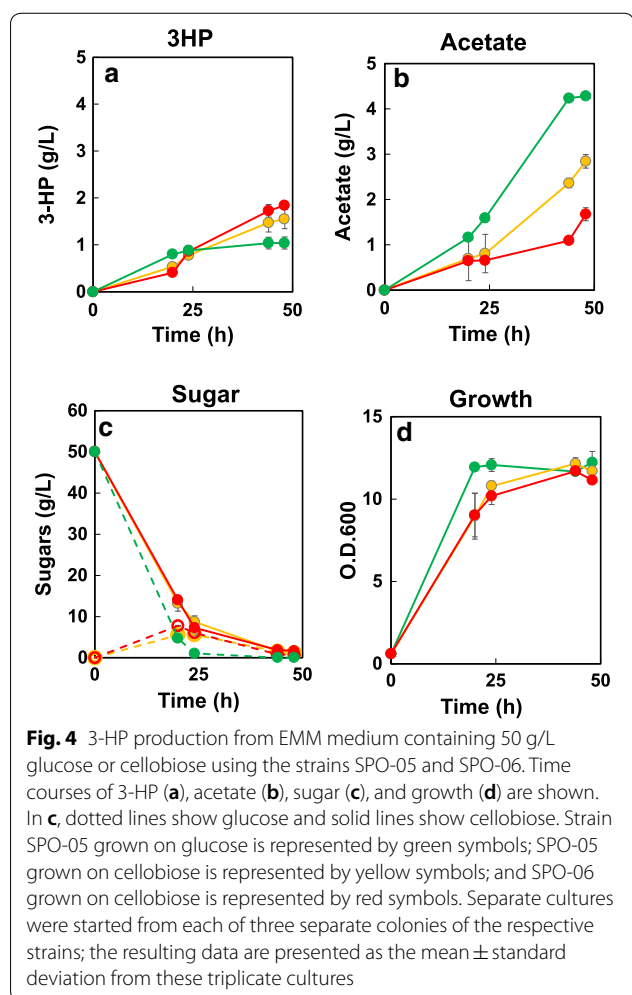 3HP
a
5
4
3
2
1
0
3-HP (g/L)
0 25 50
Time (h)
Acetate
b
5
4
3
2
1
0
Acetate (g/L)
0 25 50
Time (h)
Sugar
c
60
50
40
30
20
10
0
Sugars (g/L)
0 25 50
Time (h)
Growth
d
15
10
5
0
O.D.600
0 25 50
Time (h)
Fig. 4 3-HP production from EMM medium containing 50 g/L
glucose or cellobiose using the strains SPO-05 and SPO-06. Time
courses of 3-HP (a), acetate (b), sugar (c), and growth (d) are shown.
In c, dotted lines show glucose and solid lines show cellobiose. Strain
SPO-05 grown on glucose is represented by green symbols; SPO-05
grown on cellobiose is represented by yellow symbols; and SPO-06
grown on cellobiose is represented by red symbols. Separate cultures
were started from each of three separate colonies of the respective
strains; the resulting data are presented as the mean ± standard
deviation from these triplicate cultures